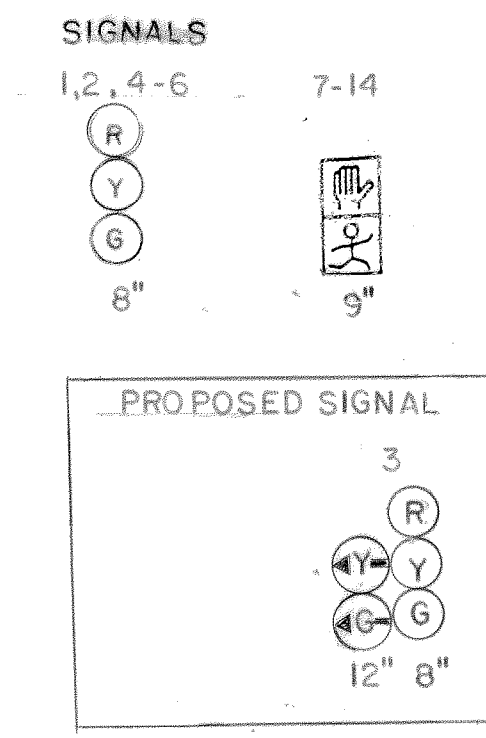 SIGNALS
1,2, 4-6 7-14
R
Y
G
8" 9"
PROPOSED SIGNAL
3
R
Y Y
G G
12" 8"